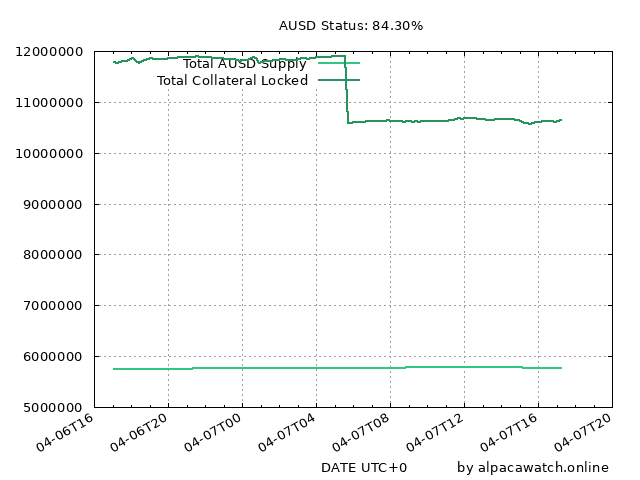 AUSD Status: 84.30%
12000000
11000000
10000000
9000000
8000000
7000000
6000000
5000000
Total AUSD Supply
Total Collateral Locked
04-06T16
04-06T20
04-07T00
04-07T04
04-07T08
04-07T12
04-07T16
04-07T20
DATE UTC+0
by alpacawatch.online